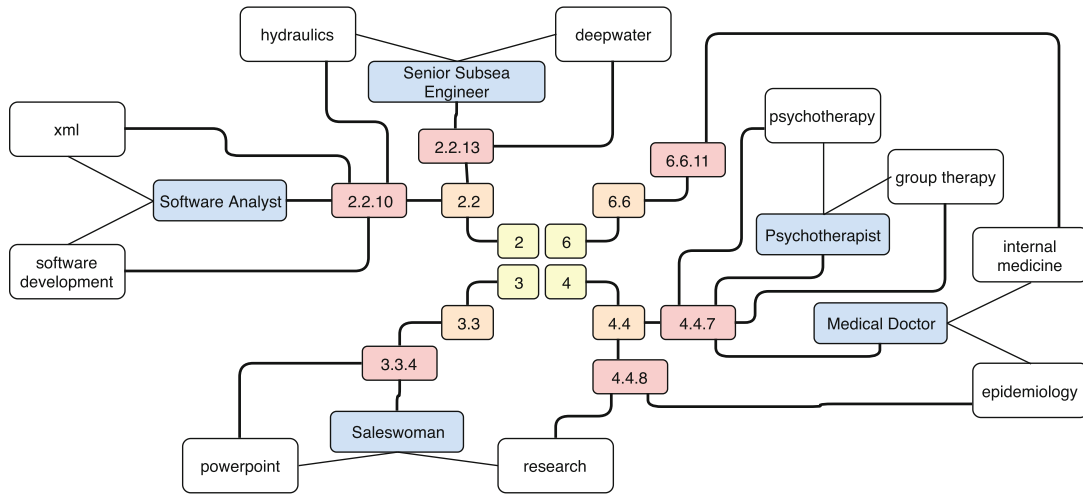 hydraulics
deepwater
Senior Subsea
Engineer
xml
psychotherapy
2.2.13
6.6.11
group therapy
Software Analyst
2.2.10
2.2
6.6
Psychotherapist
2
6
internal
medicine
software
development
3
4
3.3
4.4
4.4.7
Medical Doctor
3.3.4
4.4.8
epidemiology
Saleswoman
powerpoint
research